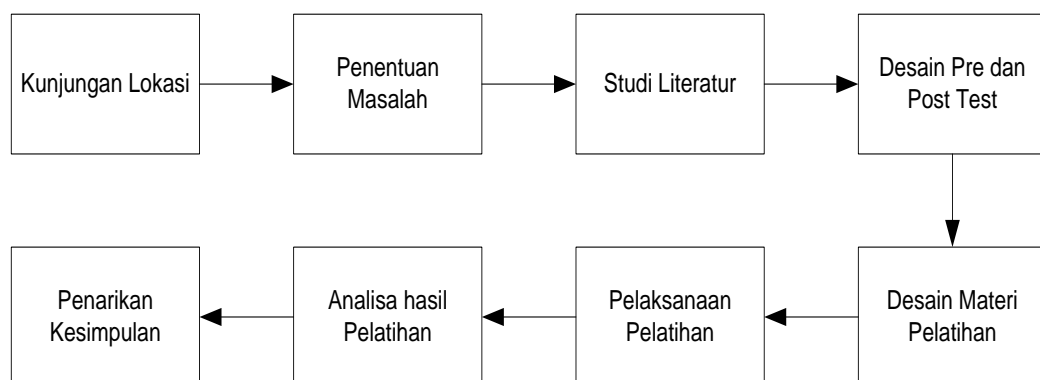 Kunjungan Lokasi
Penentuan
Masalah
Studi Literatur
Desain Pre dan
Post Test
Desain Materi
Pelatihan
Pelaksanaan
Pelatihan
Analisa hasil
Pelatihan
Penarikan
Kesimpulan